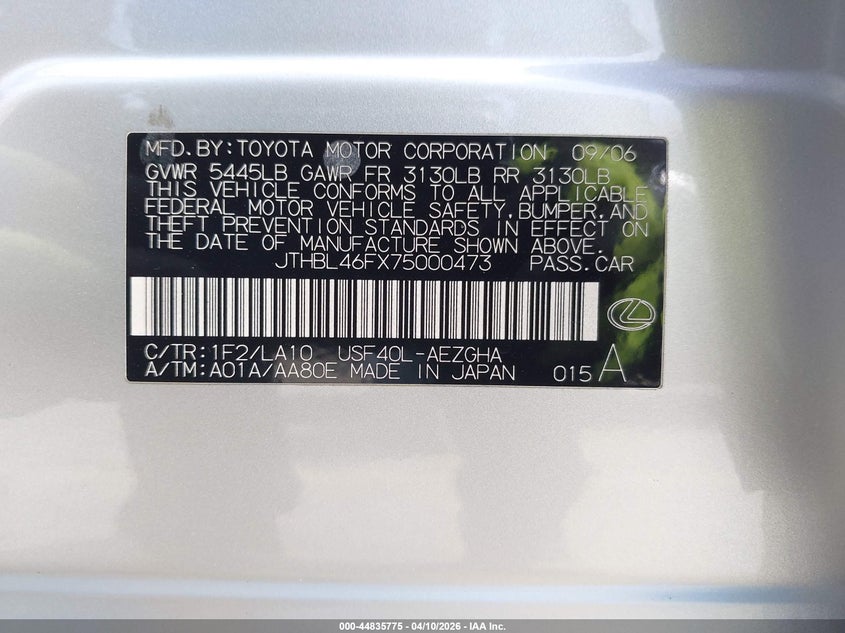 MFD.BY:TOYOTA MOTOR CORPORATION 09/06
GVWR 5445LB GAWR FR 3130LB RR 3130LB
THIS VEHICLE CONFORMS TO ALL APPLICABLE
FEDERAL MOTOR VEHICLE SAFETY,BUMPER,AND
THEFT PREVENTION STANDARDS IN EFFECT ON
THE DATE OF MANUFACTURE SHOWN ABOVE.
JTHBL46FX75000473 PASS.CAR
C/TR:1F2/LA10 USF40L-AEZGHA
A/TM:A01A/AA80E MADE IN JAPAN 015 A
000-44835775 - 04/10/2026 - IAA Inc.